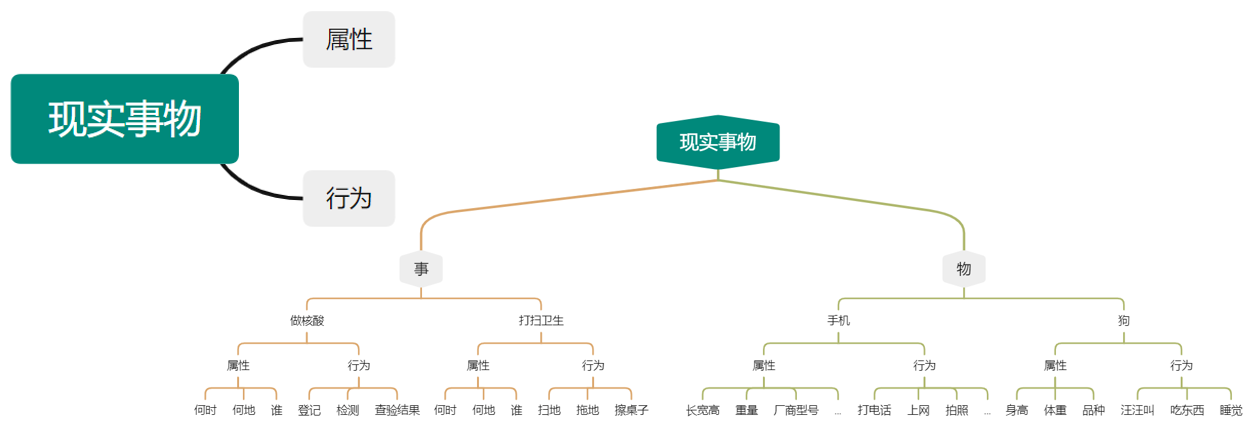 属性
现实事物
行为
现实事物
事
物
做核酸
打扫卫生
手机
狗
属性
行为
属性
行为
属性
行为
属性
行为
何时
何地
谁
登记
检测
查验结果
何时
何地
谁
扫地
拖地
擦桌子
长宽高
重量
厂商型号
...
打电话
上网
拍照
...
身高
体重
品种
汪汪叫
吃东西
睡觉